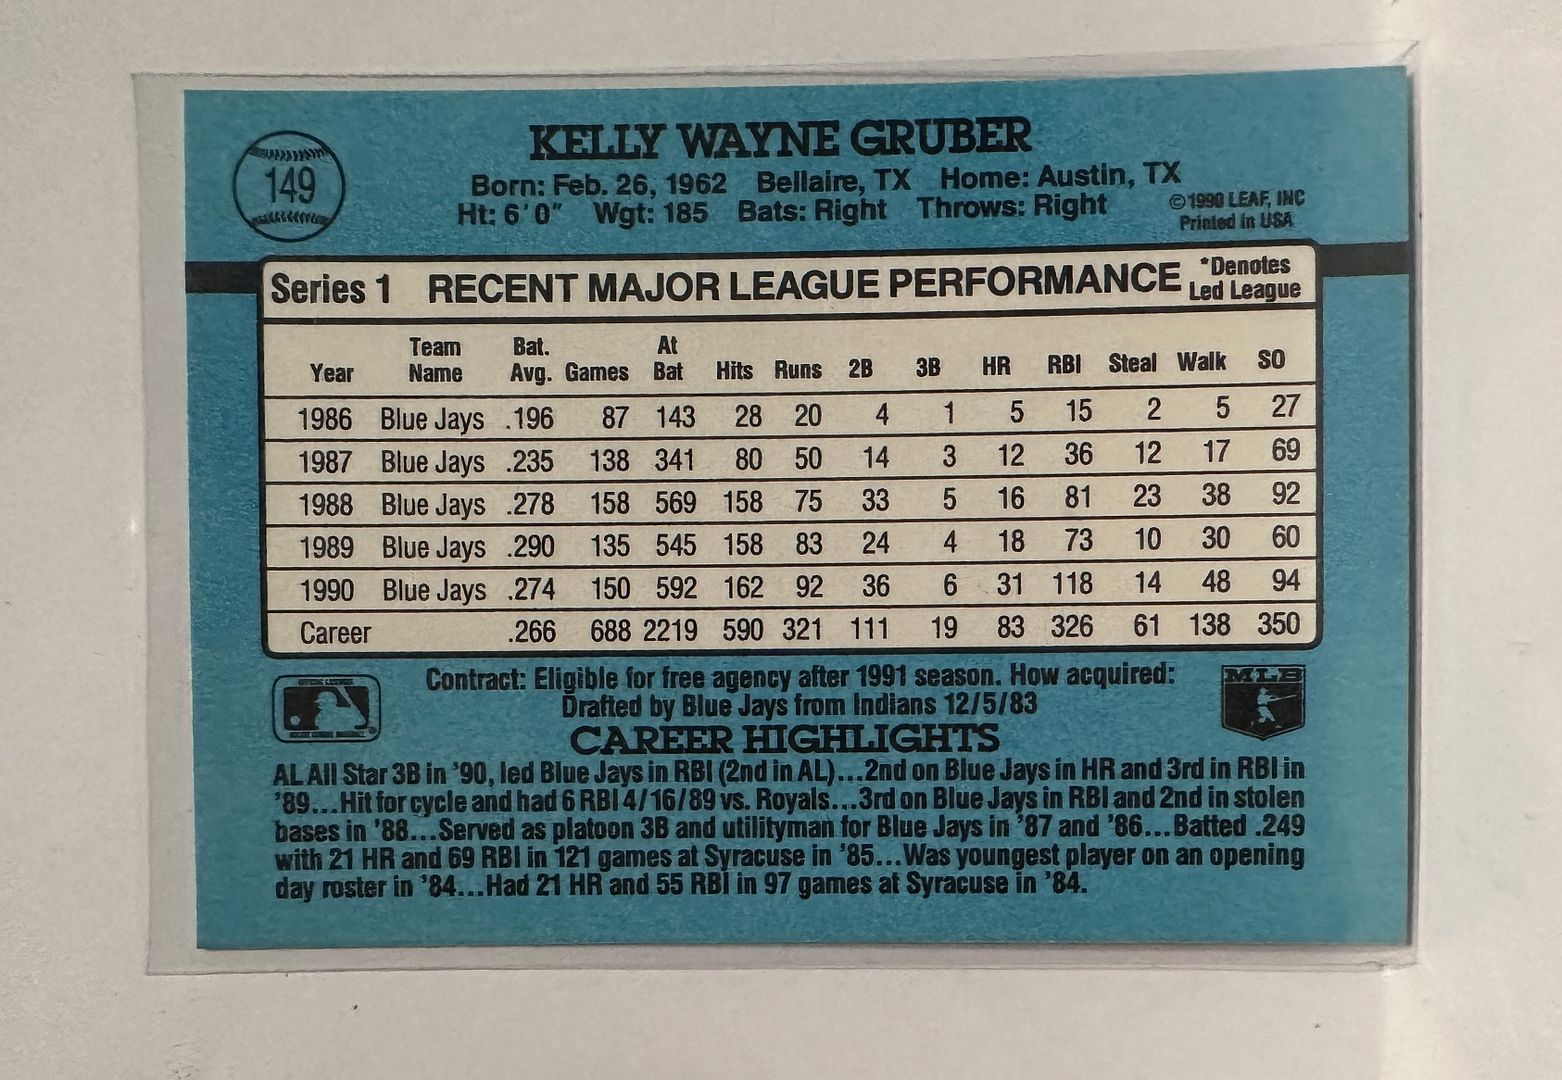 KELLY WAYNE GRUBER
149
Born: Feb. 26, 1962 Bellaire, TX Home: Austin, TX
Ht: 6'0" Wgt: 185 Bats: Right Throws: Right
©1990 LEAF, INC
Printed in USA
Series 1 RECENT MAJOR LEAGUE PERFORMANCE *Denotes Led League
Year Team Name Bat. Avg. Games At Bat Hits Runs 2B 3B HR RBI Steal Walk SO
1986 Blue Jays .196 87 143 28 20 4 1 5 15 2 5 27
1987 Blue Jays .235 138 341 80 50 14 3 12 36 12 17 69
1988 Blue Jays .278 158 569 158 75 33 5 16 81 23 38 92
1989 Blue Jays .290 135 545 158 83 24 4 18 73 10 30 60
1990 Blue Jays .274 150 592 162 92 36 6 31 118 14 48 94
Career .266 688 2219 590 321 111 19 83 326 61 138 350
Contract: Eligible for free agency after 1991 season. How acquired:
Drafted by Blue Jays from Indians 12/5/83
MLB
CAREER HIGHLIGHTS
AL All Star 3B in '90, led Blue Jays in RBI (2nd in AL)...2nd on Blue Jays in HR and 3rd in RBI in
'89...Hit for cycle and had 6 RBI 4/16/89 vs. Royals...3rd on Blue Jays in RBI and 2nd in stolen
bases in '88...Served as platoon 3B and utilityman for Blue Jays in '87 and '86...Batted .249
with 21 HR and 69 RBI in 121 games at Syracuse in '85...Was youngest player on an opening
day roster in '84...Had 21 HR and 55 RBI in 97 games at Syracuse in '84.